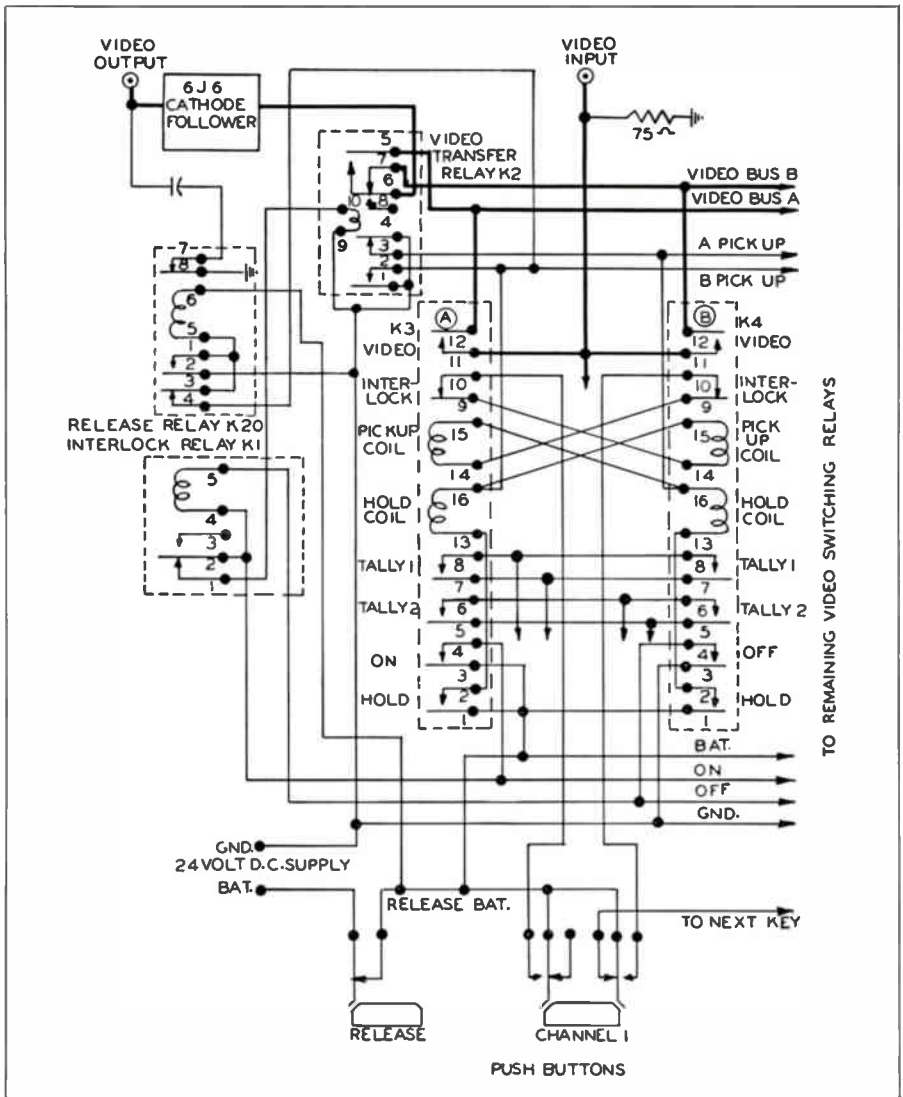 VIDEO
OUTPUT
6J6
CATHODE
FOLLOWER
VIDEO
INPUT
75 Ω
5
7
6
8
10
4
9
3
2
1
VIDEO
TRANSFER
RELAY K2
VIDEO BUS B
VIDEO BUS A
A PICK UP
B PICK UP
7
8
6
5
1
2
3
4
RELEASE RELAY K20
INTERLOCK RELAY K1
5
4
3
2
1
K3
VIDEO
INTER-
LOCK
PICKUP
COIL
HOLD
COIL
TALLY 1
TALLY 2
ON
HOLD
A
12
11
10
9
15
14
16
13
8
7
6
5
4
3
2
1
B
12
11
10
9
15
14
16
13
8
7
6
5
4
3
2
1
K4
VIDEO
INTER-
LOCK
PICK
UP
COIL
HOLD
COIL
TALLY 1
TALLY 2
OFF
HOLD
TO REMAINING VIDEO SWITCHING RELAYS
BAT.
ON
OFF
GND.
GND.
24 VOLT D.C. SUPPLY
BAT.
RELEASE BAT.
TO NEXT KEY
RELEASE
CHANNEL 1
PUSH BUTTONS